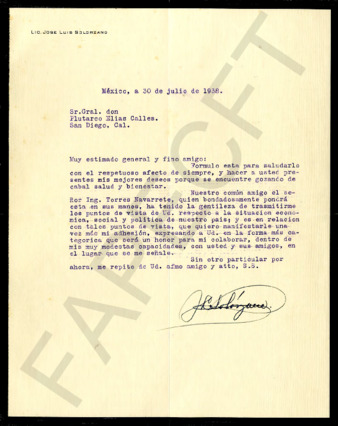 LIC. JOSE LUIS SOLORZANO
México, a 30 de julio de 1938.
Sr.Gral. don
Plutarco Elías Calles.
San Diego, Cal.
Muy estimado general y fino amigo:
Formulo esta para saludarlo
con el respetuoso afecto de siempre, y hacer a usted pre-
sentes mis mejores deseos porque se encuentre gozando de
cabal salud y bienestar.
Nuestro común amigo el se-
ñor Ing. Torres Navarrete, quien bondadosamente pondrá
esta en sus manos, ha tenido la gentileza de trasmitirme
los puntos de vista de Ud. respecto a la situación econó-
mica, social y política de nuestro país; y es en relación
con tales puntos de vista, que quiero manifestarle una
vez más mi adhesión, expresando a Ud. en la forma más ca-
tegórica que será un honor para mí colaborar, dentro de
mis muy modestas capacidades, con usted y sus amigos, en
el lugar que se me señale.
Sin otro particular por
ahora, me repito de Ud. afmo amigo y atto. S.S.
J L Solórzano
FAPECFT